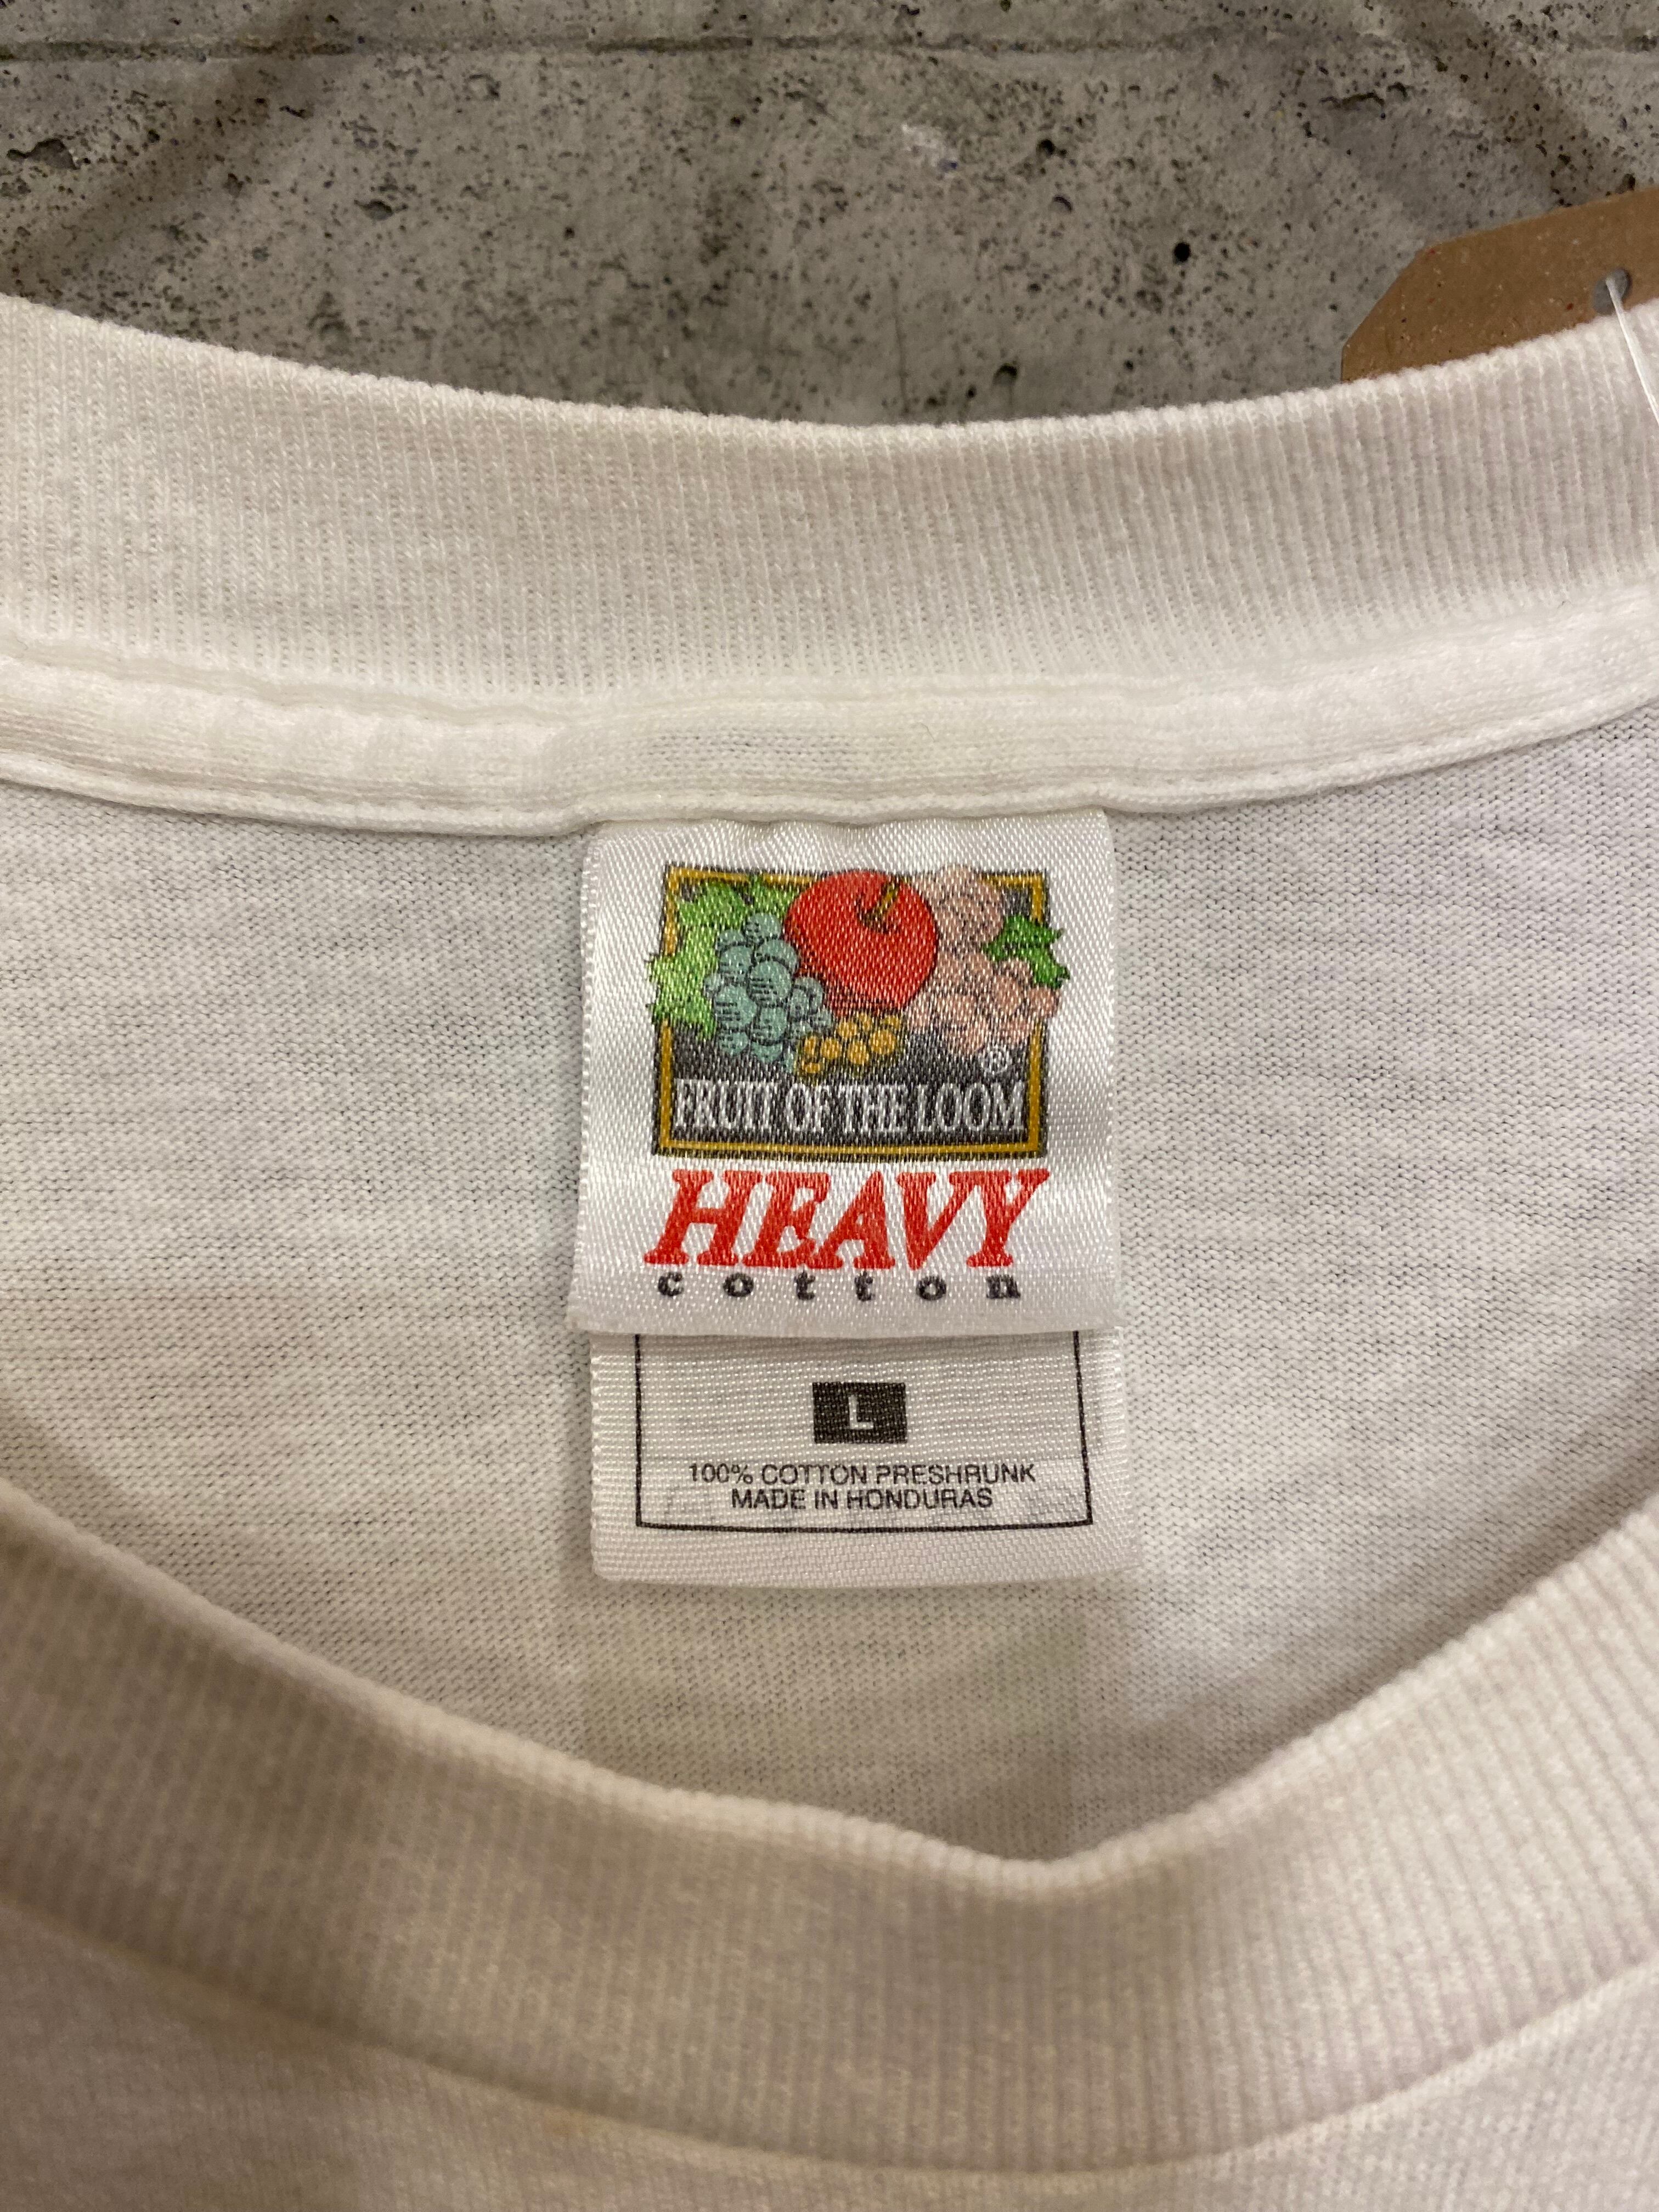 ®
FRUIT OF THE LOOM
HEAVY
cotton
L
100% COTTON PRESHRUNK
MADE IN HONDURAS